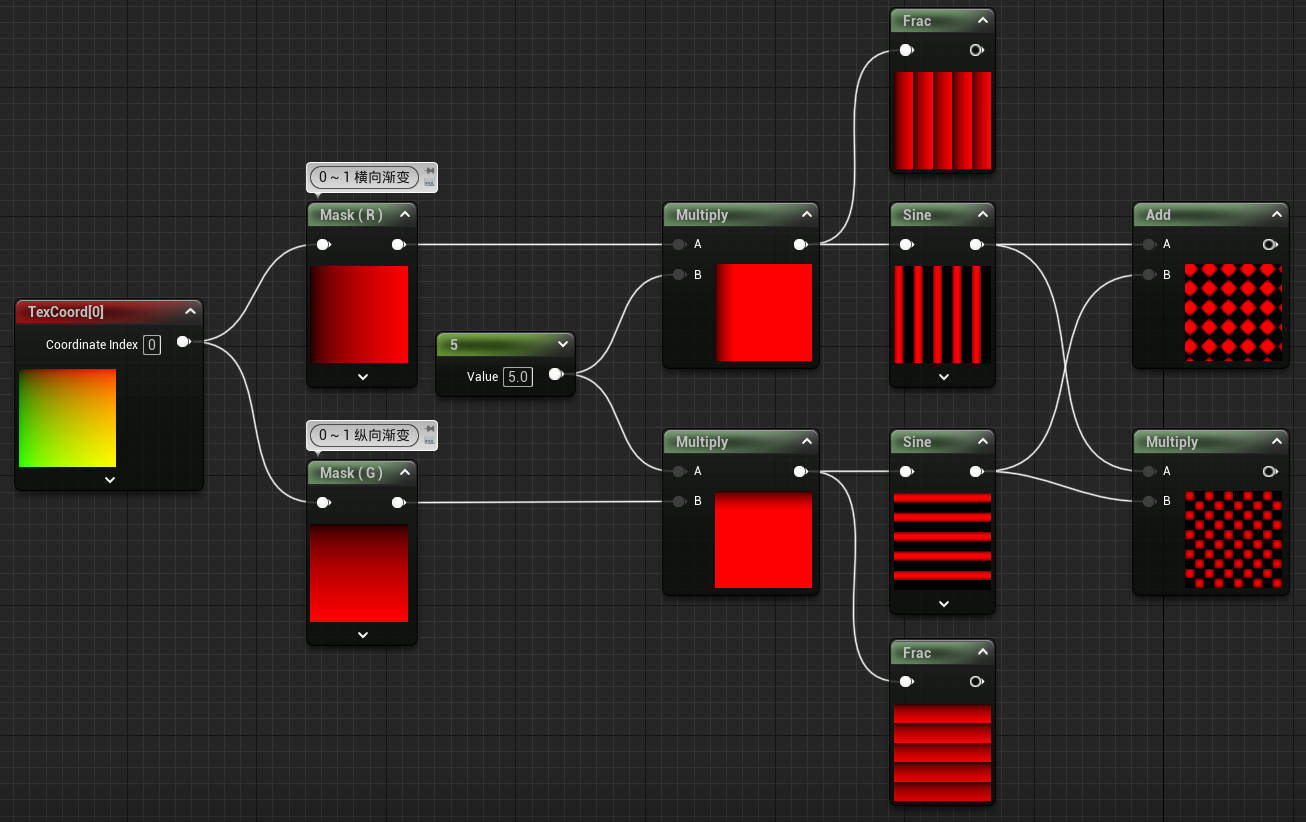 Frac
0 ~ 1 横向渐变
Mask ( R )
Multiply
A
B
Sine
Add
A
B
TexCoord[0]
Coordinate Index 0
5
Value 5.0
0 ~ 1 纵向渐变
Mask ( G )
Multiply
A
B
Sine
Multiply
A
B
Frac